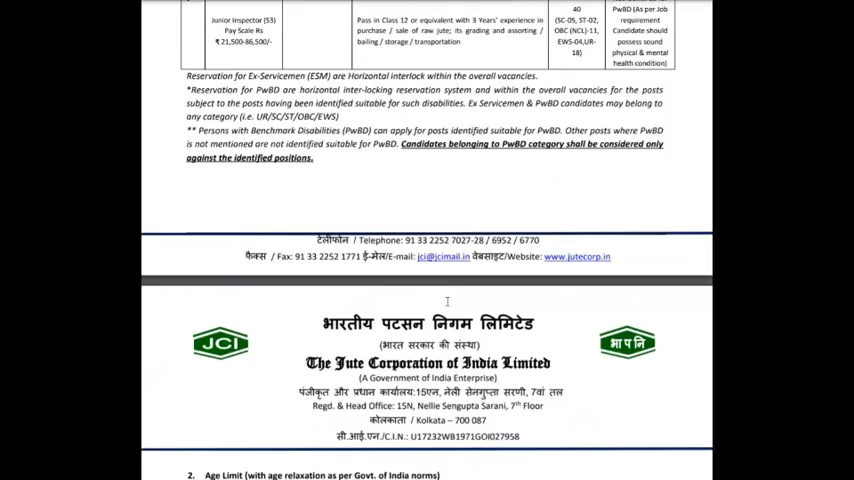 40
PwBD (As per Job
Junior Inspector (S3)
Pass in Class 12 or equivalent with 3 Years' experience in
(SC-05, ST-02,
requirement
Pay Scale Rs
purchase / sale of raw jute; its grading and assorting /
OBC (NCL)-11,
Candidate should
₹ 21,500-86,500/-
bailing / storage / transportation
EWS-04,UR-
possess sound
18)
physical & mental
health condition)
Reservation for Ex-Servicemen (ESM) are Horizontal interlock within the overall vacancies.
*Reservation for PwBD are horizontal inter-locking reservation system and within the overall vacancies for the posts
subject to the posts having been identified suitable for such disabilities. Ex Servicemen & PwBD candidates may belong to
any category (i.e. UR/SC/ST/OBC/EWS)
** Persons with Benchmark Disabilities (PwBD) can apply for posts identified suitable for PwBD. Other posts where PwBD
is not mentioned are not identified suitable for PwBD. Candidates belonging to PwBD category shall be considered only
against the identified positions.
टेलीफोन / Telephone: 91 33 2252 7027-28 / 6952 / 6770
फैक्स / Fax: 91 33 2252 1771 ई-मेल/E-mail: jci@jcimail.in वेबसाइट/Website: www.jutecorp.in
भारतीय पटसन निगम लिमिटेड
(भारत सरकार की संस्था)
JCI
भा प नि
The Jute Corporation of India Limited
(A Government of India Enterprise)
पंजीकृत और प्रधान कार्यालय:15एन, नेली सेनगुप्ता सरणी, 7वां तल
Regd. & Head Office: 15N, Nellie Sengupta Sarani, 7th Floor
कोलकाता / Kolkata – 700 087
सी.आई.एन./C.I.N.: U17232WB1971GOI027958
2. Age Limit (with age relaxation as per Govt. of India norms)